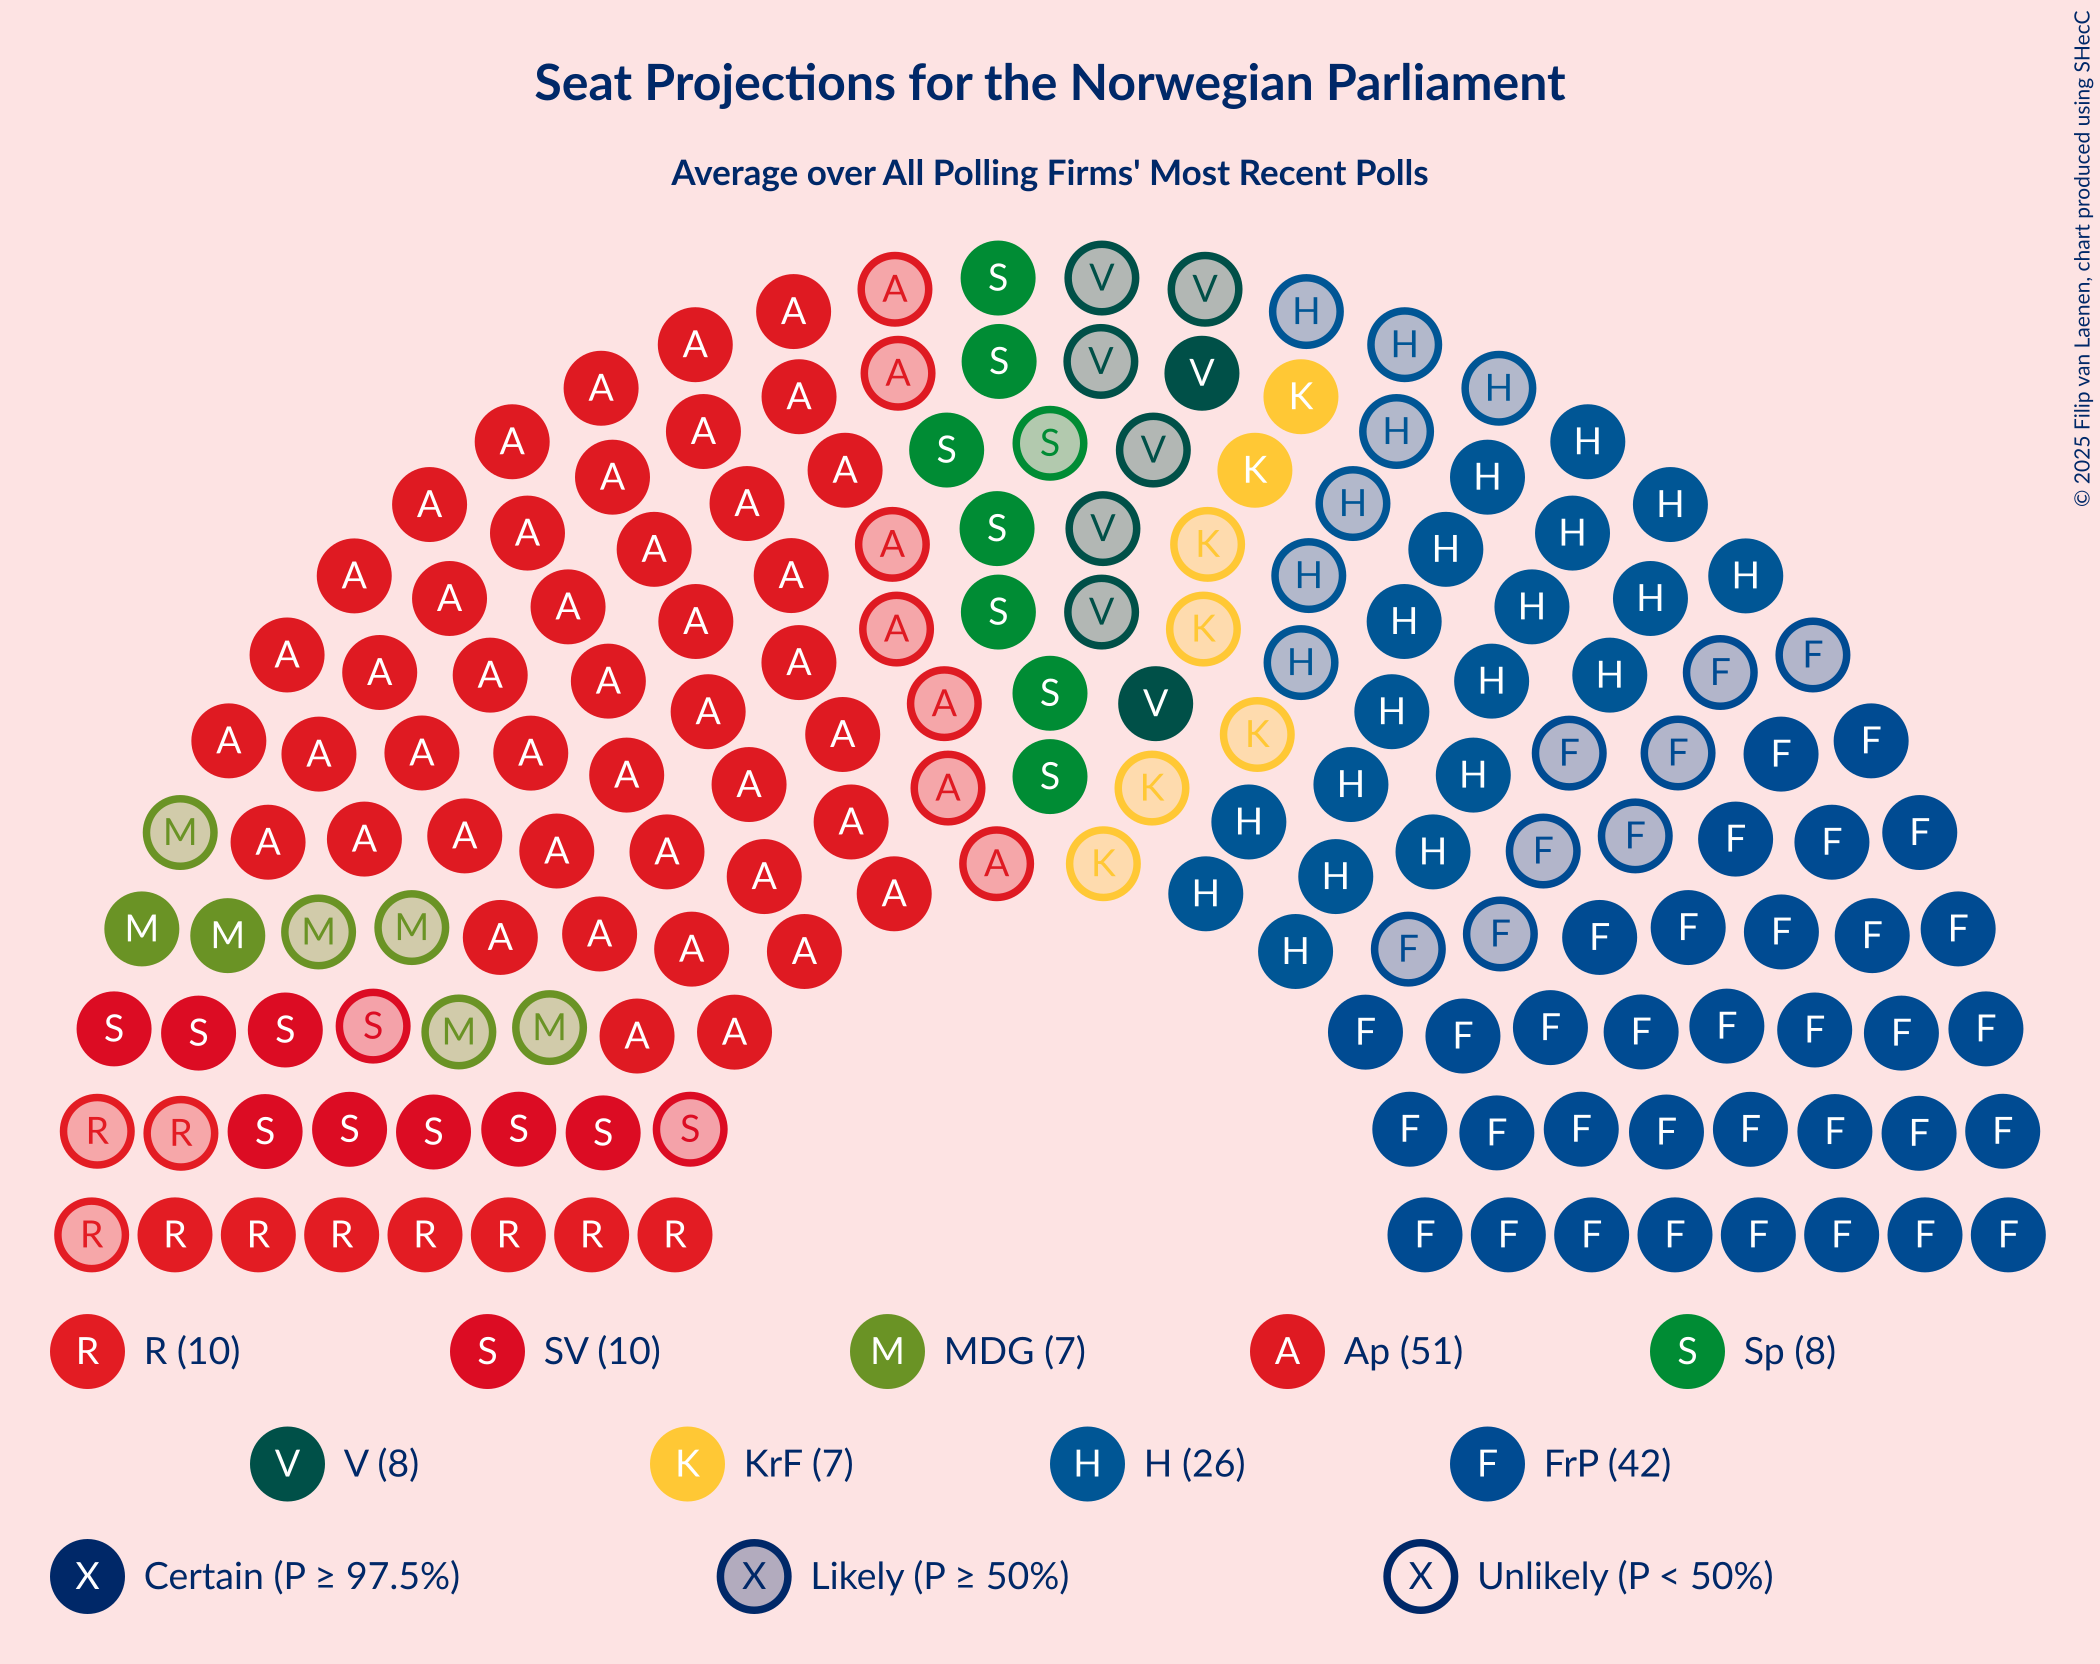 Seat Projections for the Norwegian Parliament
Average over All Polling Firms' Most Recent Polls
© 2025 Filip van Laenen, chart produced using SHecC
A S V V
A H
A H
A A S V V H
A A K H
A A S S V K H H H
A A A S V K H H H
A A A H H H
A A A A S V K H H H H
A A A A K H H H F
A A A A A S V K H H H F F
A A A A A A S K H H F F F F
M A A A A A A A K H H H F F F F F
M M M M A A A A A H H F F F F F F F
S S S S M M A A F F F F F F F F
R R S S S S S S F F F F F F F F
R R R R R R R R F F F F F F F F
R R (10) S SV (10) M MDG (7) A Ap (51) S Sp (8)
V V (8) K KrF (7) H H (26) F FrP (42)
X Certain (P ≥ 97.5%) X Likely (P ≥ 50%) X Unlikely (P < 50%)